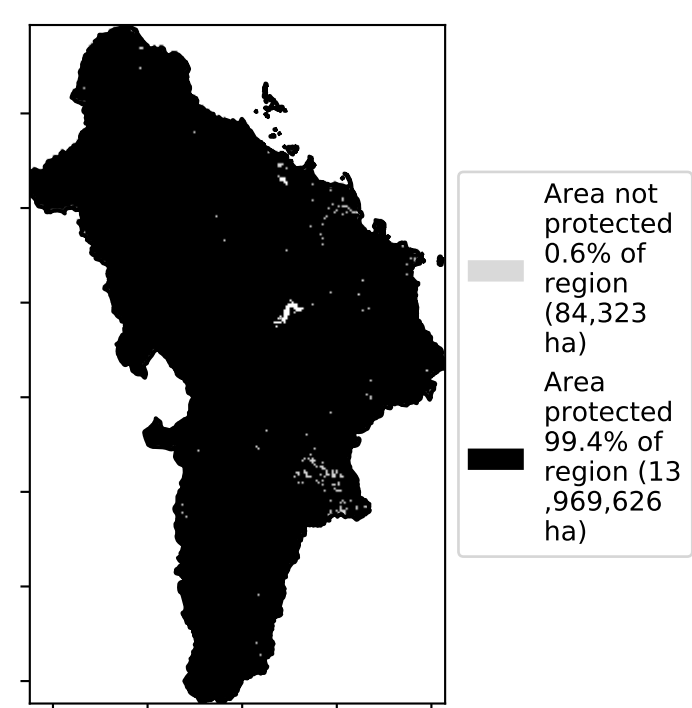 Area not
protected
0.6% of
region
(84,323
ha)
Area
protected
99.4% of
region (13
,969,626
ha)